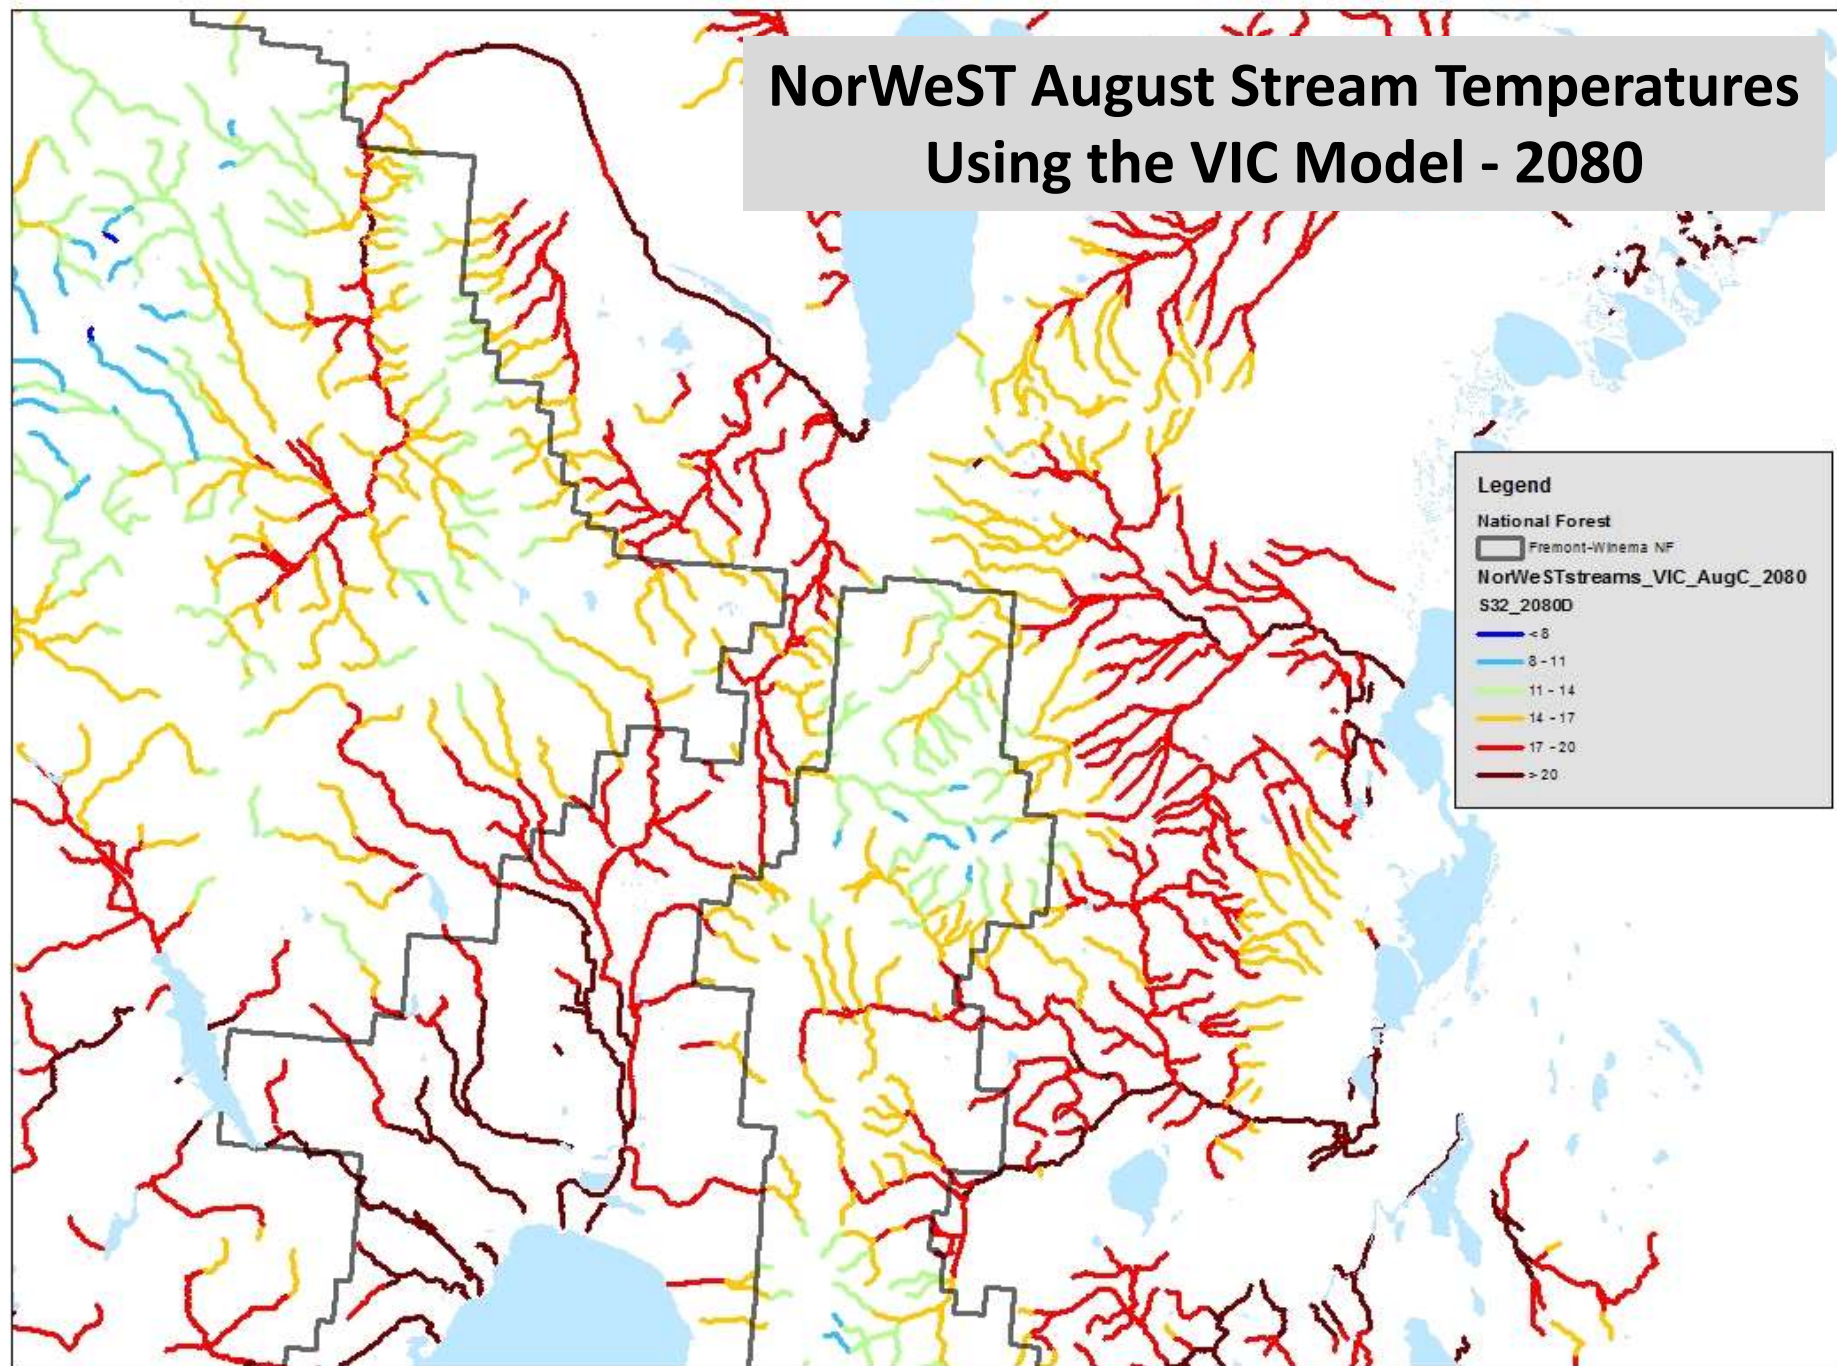 NorWeST August Stream Temperatures
Using the VIC Model - 2080
Legend
National Forest
Fremont-Winema NF
NorWeSTstreams_VIC_AugC_2080
S32_2080D
< 8
8 - 11
11 - 14
14 - 17
17 - 20
> 20